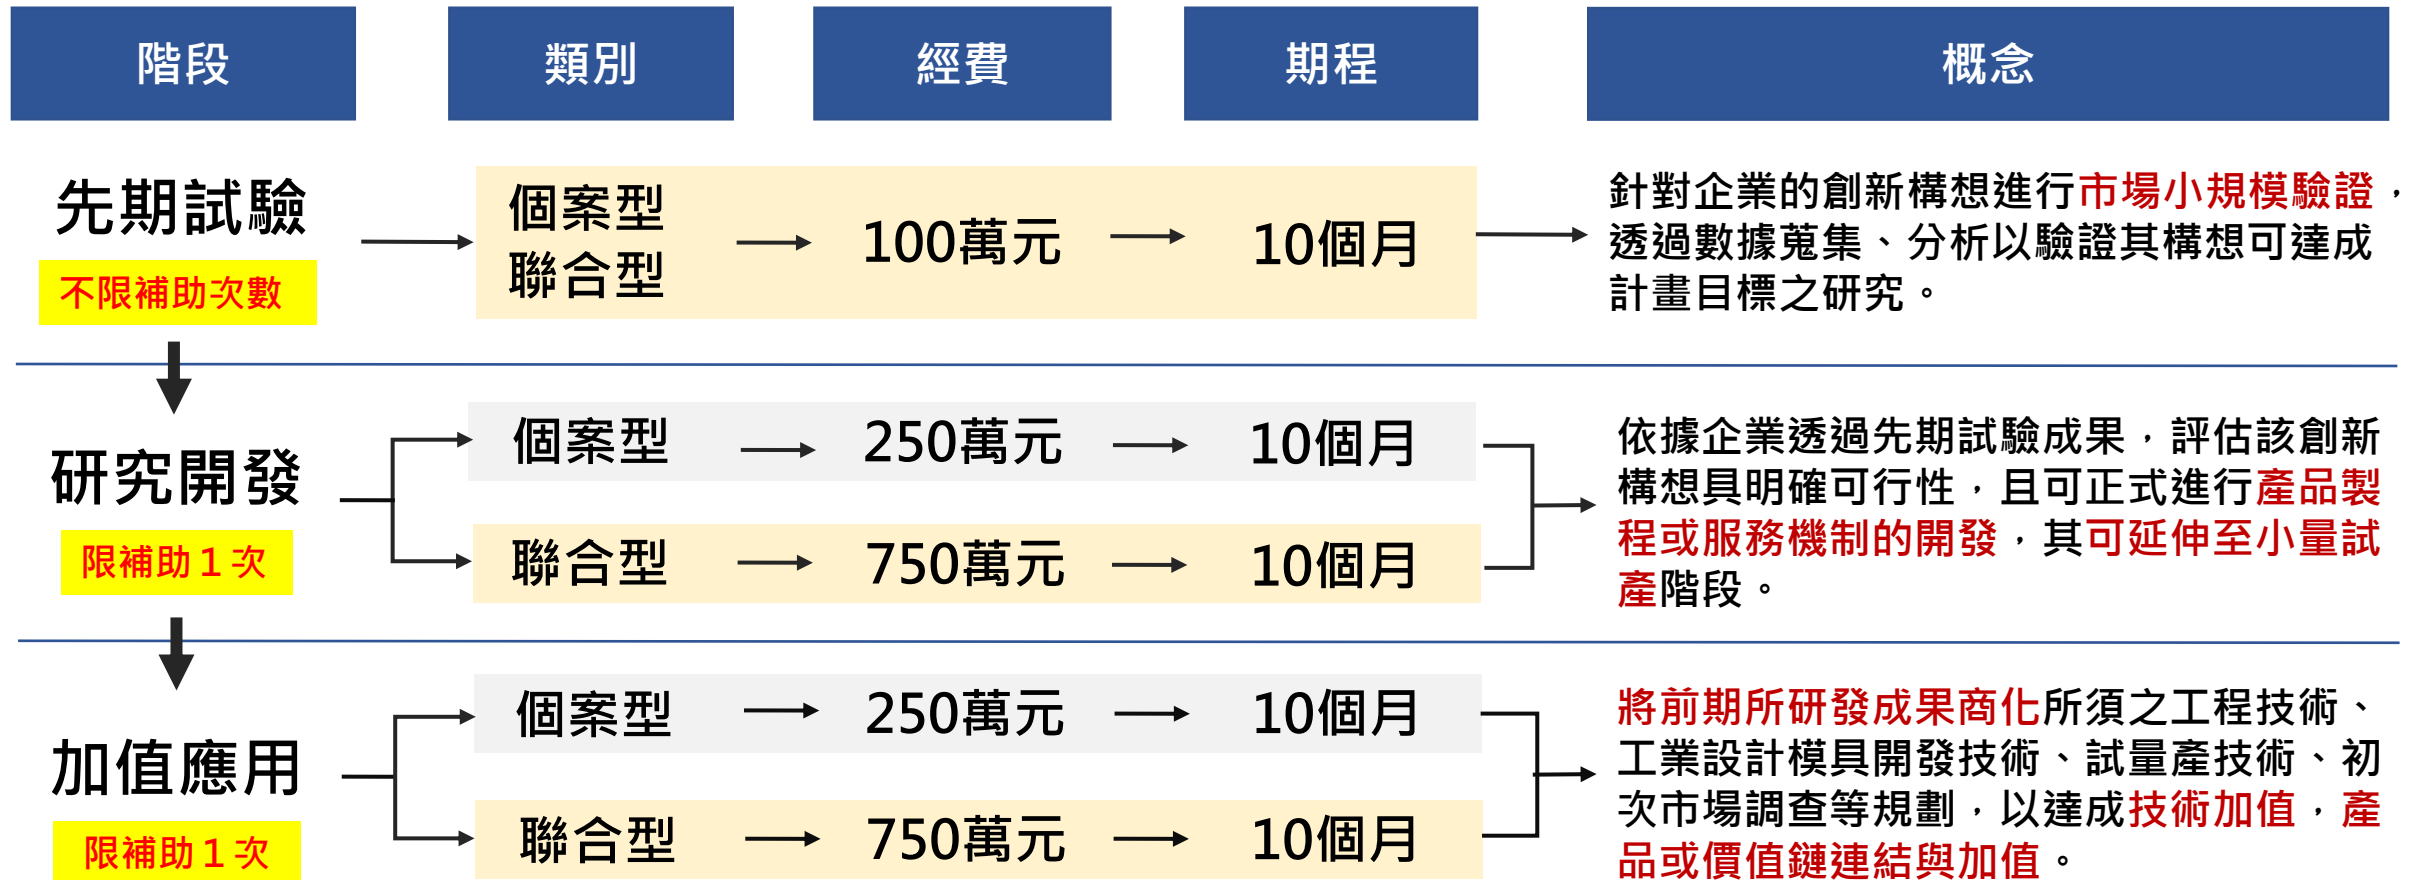 階段 類別 經費 期程 概念
先期試驗
不限補助次數
個案型
聯合型
100萬元
10個月
針對企業的創新構想進行市場小規模驗證，
透過數據蒐集、分析以驗證其構想可達成
計畫目標之研究。
研究開發
限補助1次
個案型 250萬元 10個月
聯合型 750萬元 10個月
依據企業透過先期試驗成果，評估該創新
構想具明確可行性，且可正式進行產品製
程或服務機制的開發，其可延伸至小量試
產階段。
加值應用
限補助1次
個案型 250萬元 10個月
聯合型 750萬元 10個月
將前期所研發成果商化所須之工程技術、
工業設計模具開發技術、試量產技術、初
次市場調查等規劃，以達成技術加值，產
品或價值鏈連結與加值。